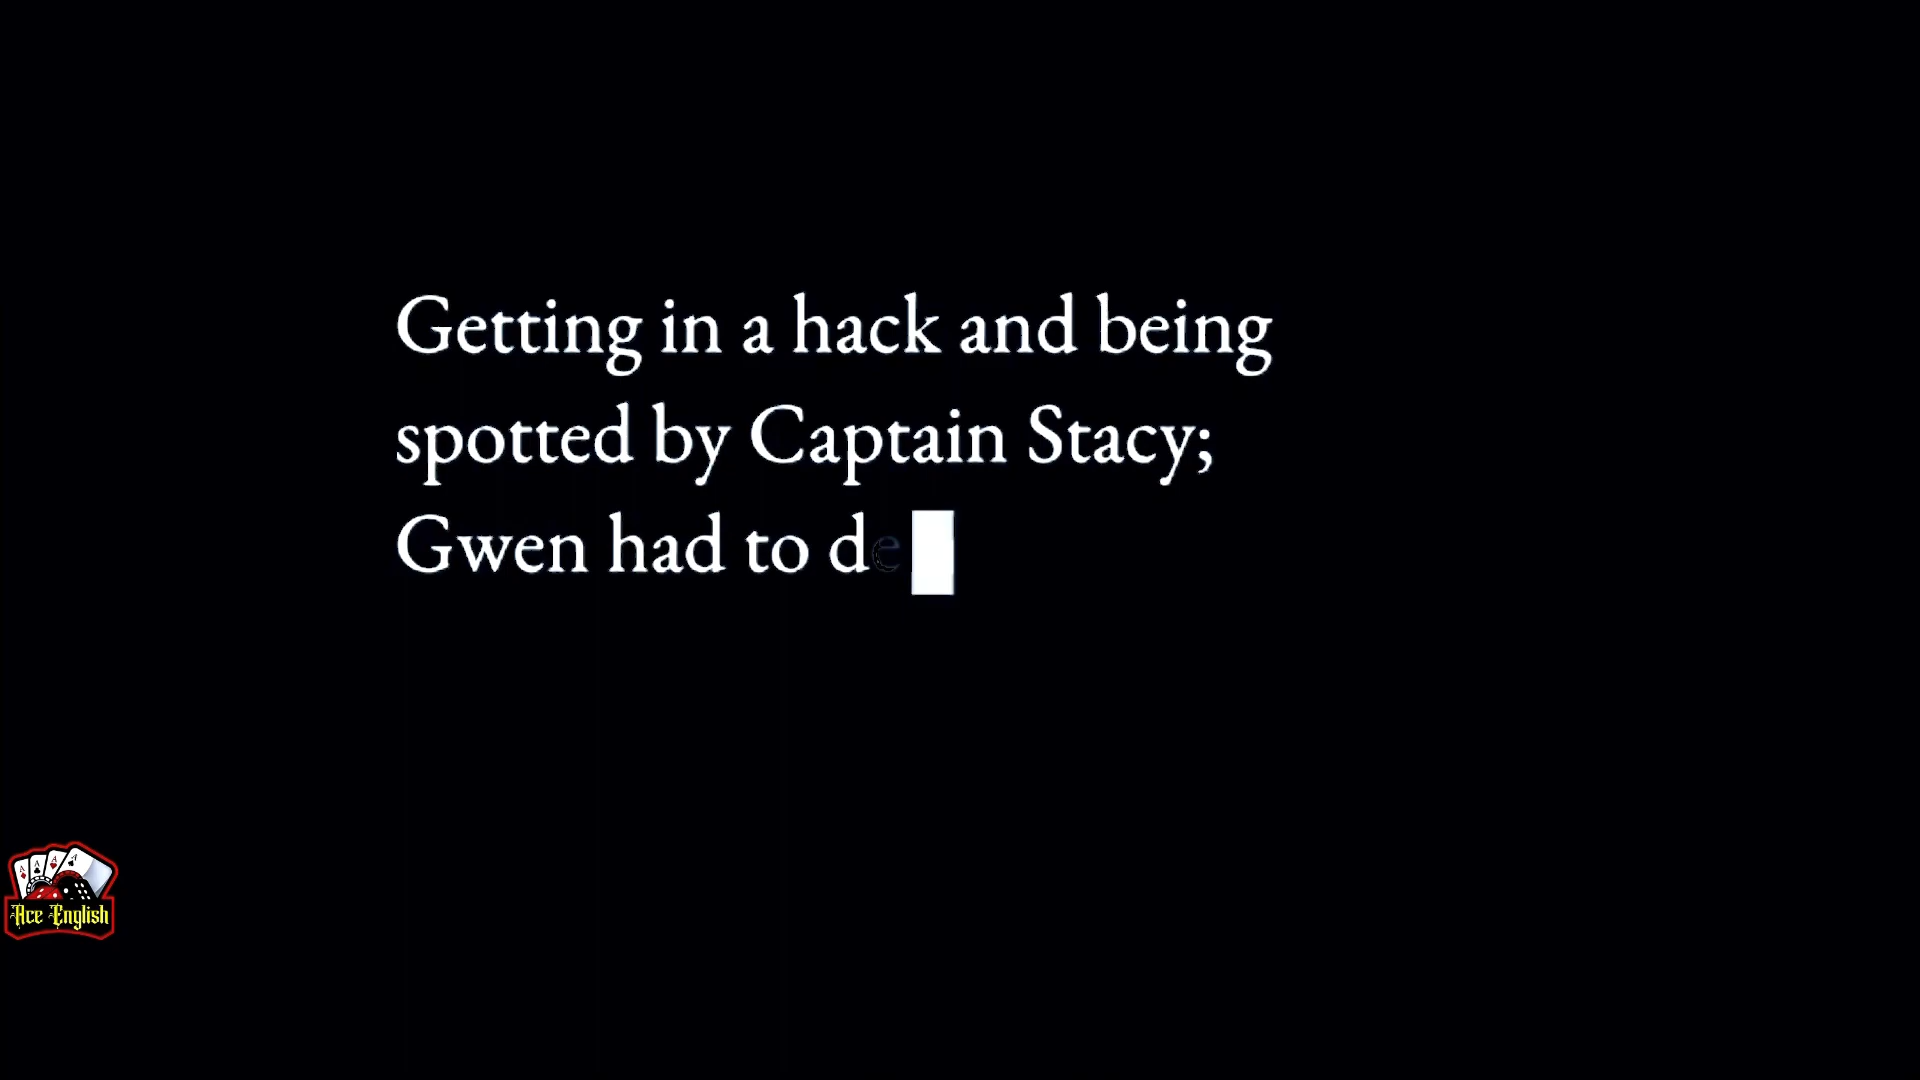 Getting in a hack and being
spotted by Captain Stacy;
Gwen had to de
Ace English